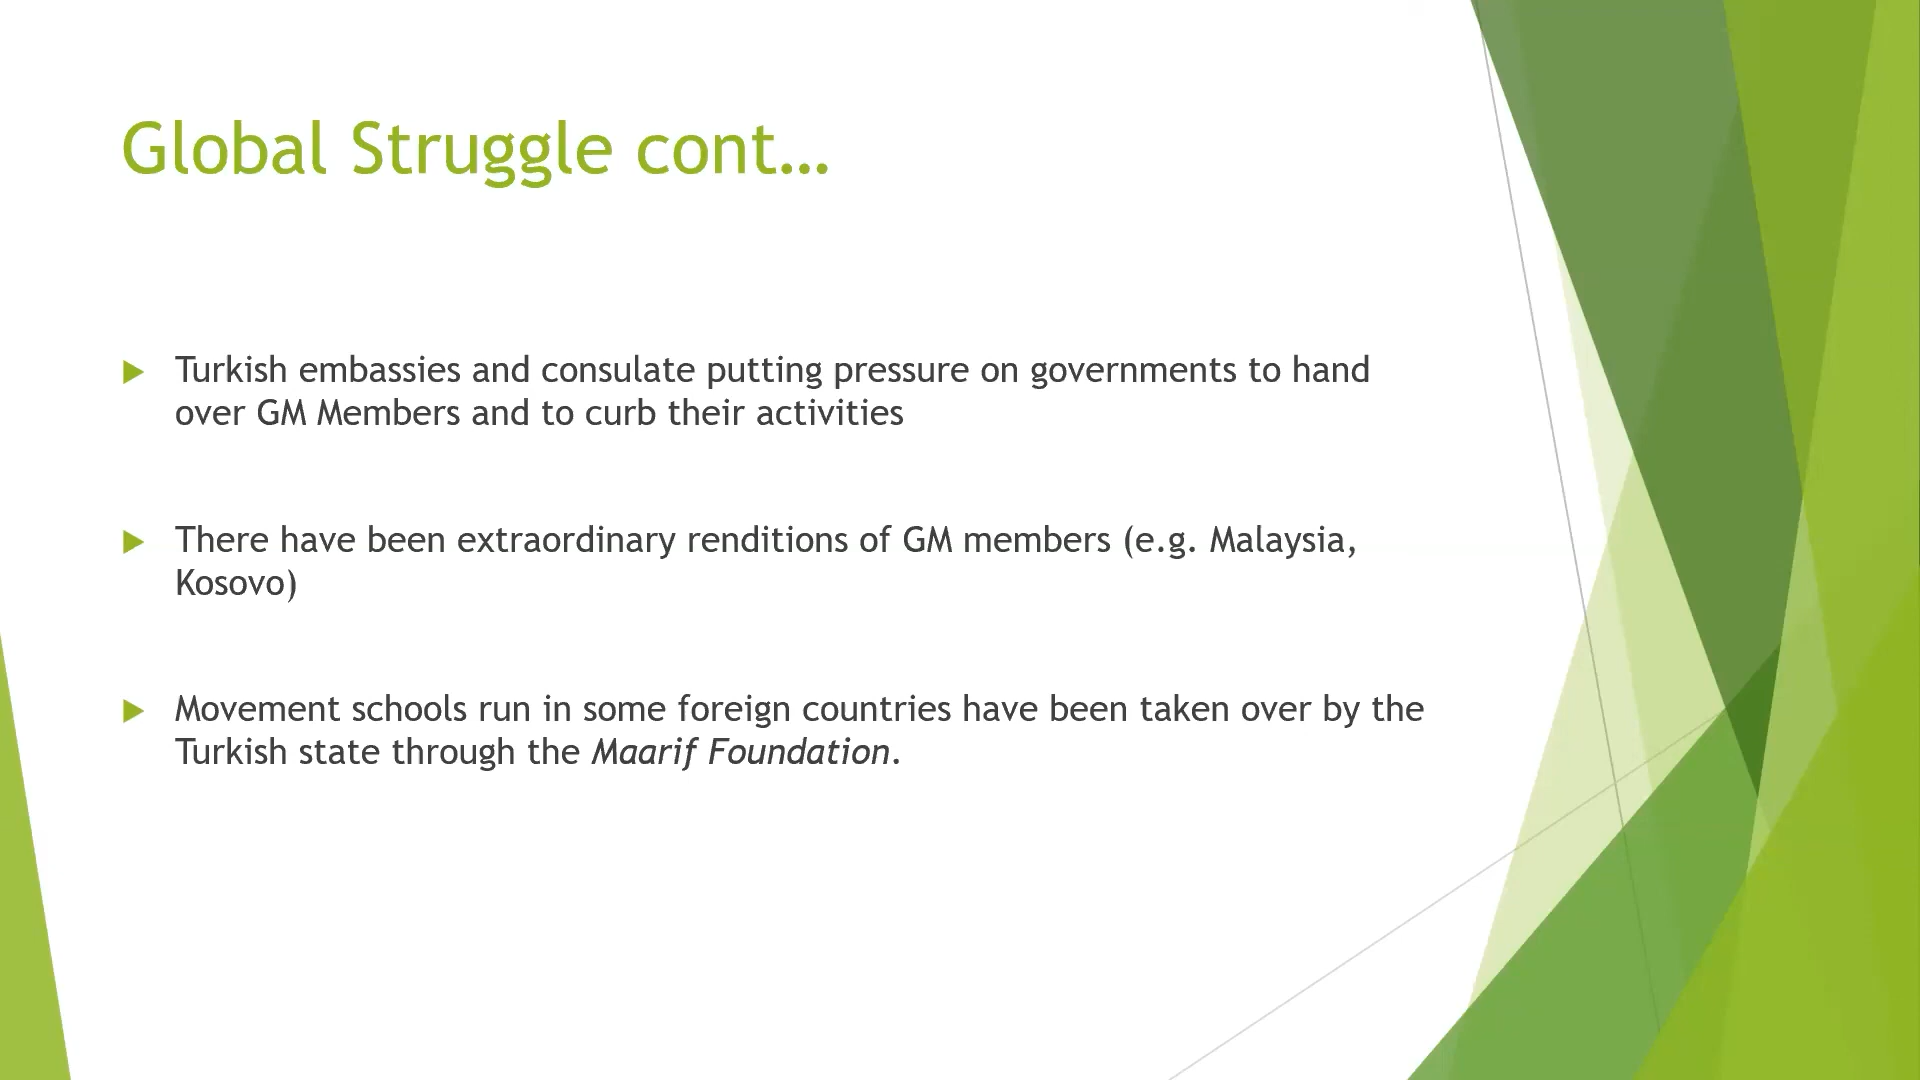 Global Struggle cont…
Turkish embassies and consulate putting pressure on governments to hand
over GM Members and to curb their activities
There have been extraordinary renditions of GM members (e.g. Malaysia,
Kosovo)
Movement schools run in some foreign countries have been taken over by the
Turkish state through the Maarif Foundation.